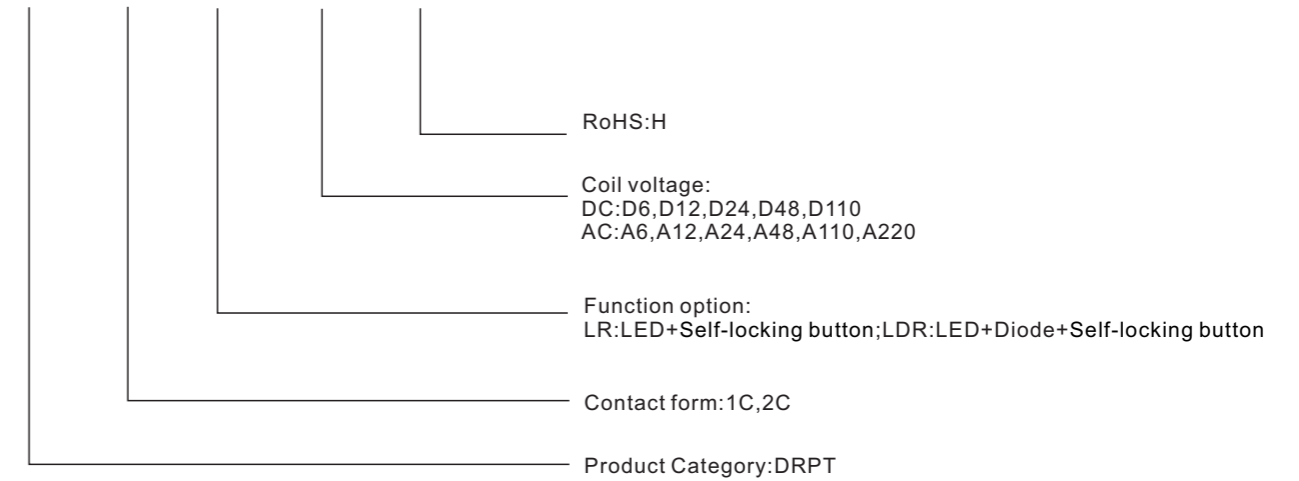 RoHS:H
Coil voltage:
DC:D6,D12,D24,D48,D110
AC:A6,A12,A24,A48,A110,A220
Function option:
LR:LED+Self-locking button;LDR:LED+Diode+Self-locking button
Contact form:1C,2C
Product Category:DRPT